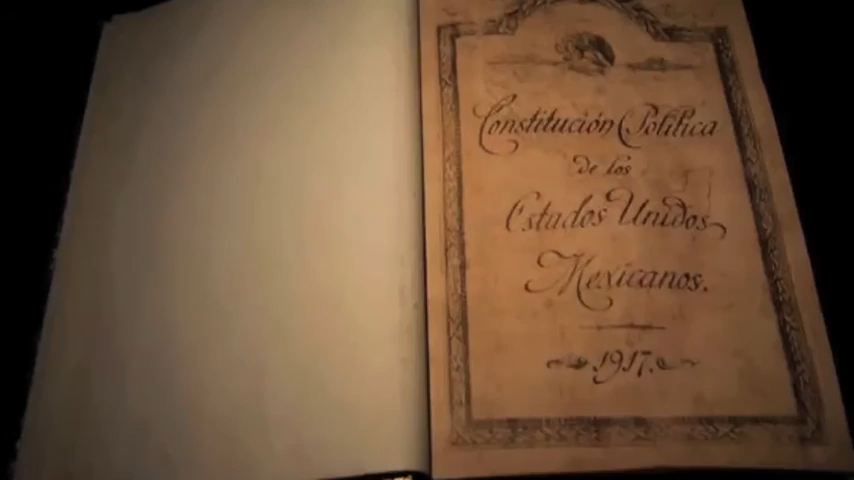 Constitución Política
de los
Estados Unidos
Mexicanos.
1917.